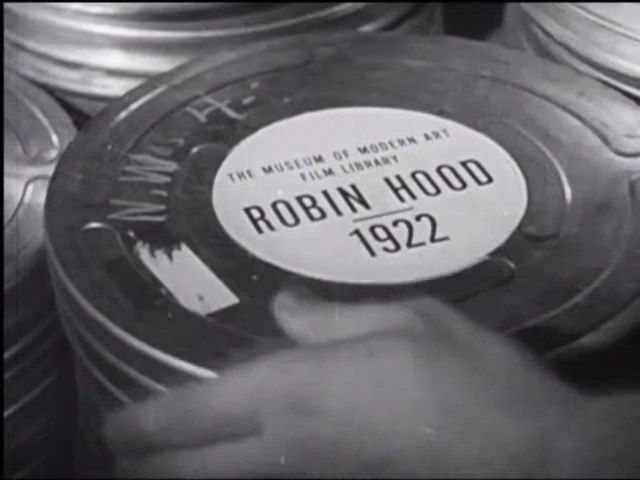 THE MUSEUM OF MODERN ART
FILM LIBRARY
ROBIN HOOD
1922